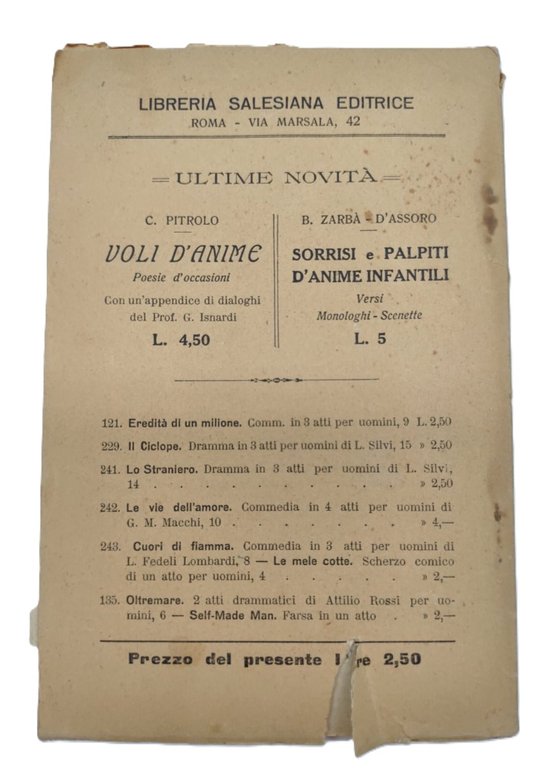 LIBRERIA SALESIANA EDITRICE
ROMA - VIA MARSALA, 42
ULTIME NOVITÀ
C. PITROLO
VOLI D'ANIME
Poesie d'occasioni
Con un'appendice di dialoghi
del Prof. G. Isnardi
L. 4,50
B. ZARBÀ - D'ASSORO
SORRISI e PALPITI
D'ANIME INFANTILI
Versi
Monologhi - Scenette
L. 5
121. Eredità di un milione. Comm. in 3 atti per uomini, 9 L. 2,50
229. Il Ciclope. Dramma in 3 atti per uomini di L. Silvi, 15 » 2,50
241. Lo Straniero. Dramma in 3 atti per uomini di L. Silvi,
14 . . . . . . . . . . » 2,50
242. Le vie dell'amore. Commedia in 4 atti per uomini di
G. M. Macchi, 10 . . . . . . » 4,—
243. Cuori di fiamma. Commedia in 3 atti per uomini di
L. Fedeli Lombardi, 8 — Le mele cotte. Scherzo comico
di un atto per uomini, 4 . . . . . » 2,—
135. Oltremare. 2 atti drammatici di Attilio Rossi per uo-
mini, 6 — Self-Made Man. Farsa in un atto . » 2,—
Prezzo del presente re 2,50